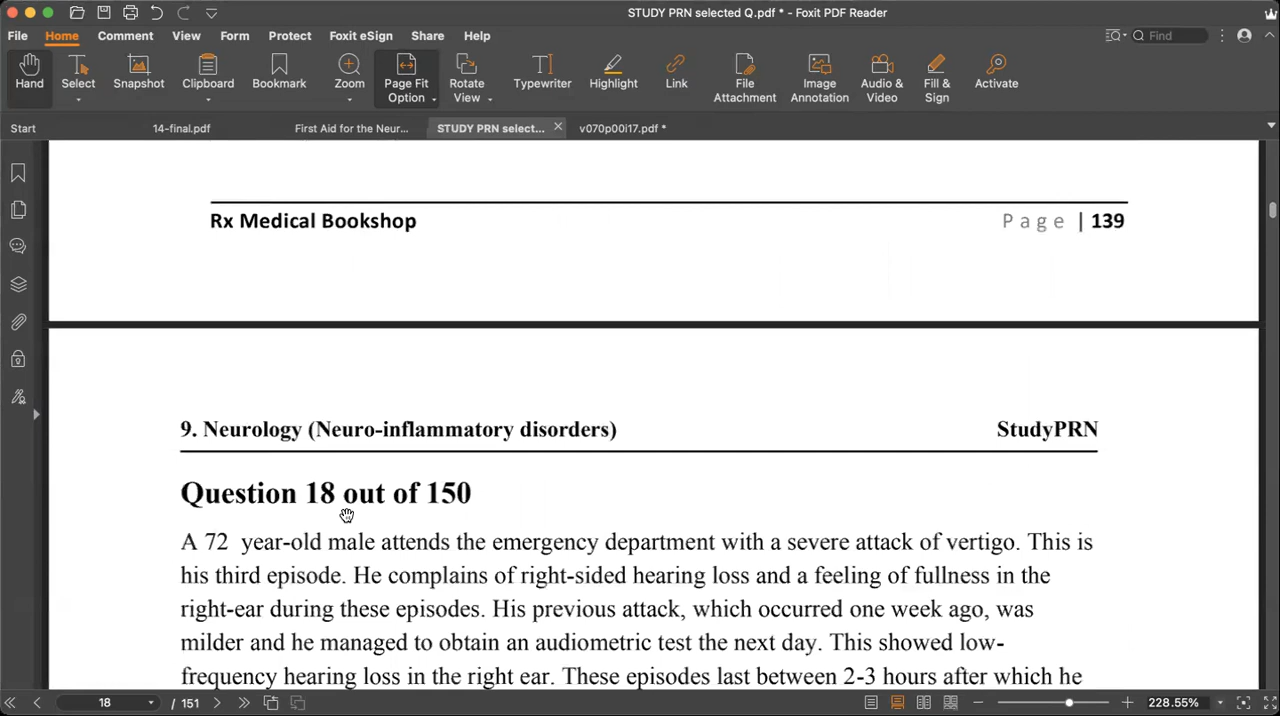 STUDY PRN selected Q.pdf * - Foxit PDF Reader
File Home Comment View Form Protect Foxit eSign Share Help Find
Hand Select Snapshot Clipboard Bookmark Zoom Page Fit Option Rotate View Typewriter Highlight Link File Attachment Image Annotation Audio & Video Fill & Sign Activate
Start 14-final.pdf First Aid for the Neur... STUDY PRN select... v070p00i17.pdf *
Rx Medical Bookshop Page | 139
9. Neurology (Neuro-inflammatory disorders) StudyPRN
Question 18 out of 150
A 72 year-old male attends the emergency department with a severe attack of vertigo. This is
his third episode. He complains of right-sided hearing loss and a feeling of fullness in the
right-ear during these episodes. His previous attack, which occurred one week ago, was
milder and he managed to obtain an audiometric test the next day. This showed low-
frequency hearing loss in the right ear. These episodes last between 2-3 hours after which he
18 / 151 228.55%